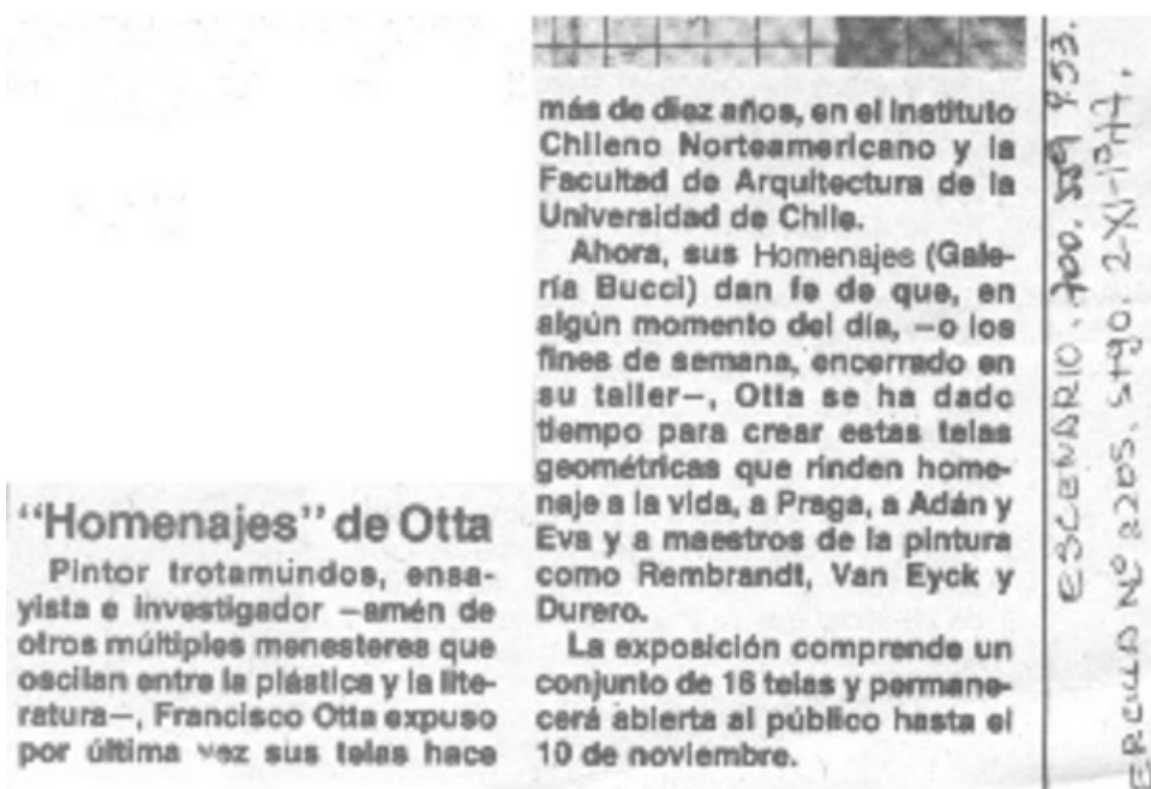 "Homenajes" de Otta
Pintor trotamundos, ensa-
yista e investigador —amén de
otros múltiples menesteres que
oscilan entre la plástica y la lite-
ratura—, Francisco Otta expuso
por última vez sus telas hace
más de diez años, en el Instituto
Chileno Norteamericano y la
Facultad de Arquitectura de la
Universidad de Chile.
Ahora, sus Homenajes (Gale-
ría Bucci) dan fe de que, en
algún momento del día, —o los
fines de semana, encerrado en
su taller—, Otta se ha dado
tiempo para crear estas telas
geométricas que rinden home-
naje a la vida, a Praga, a Adán y
Eva y a maestros de la pintura
como Rembrandt, Van Eyck y
Durero.
La exposición comprende un
conjunto de 16 telas y permane-
cerá abierta al público hasta el
10 de noviembre.
ESCENARIO.
ERCILLA Nº 2205. Stgo. 2-XI-1977.